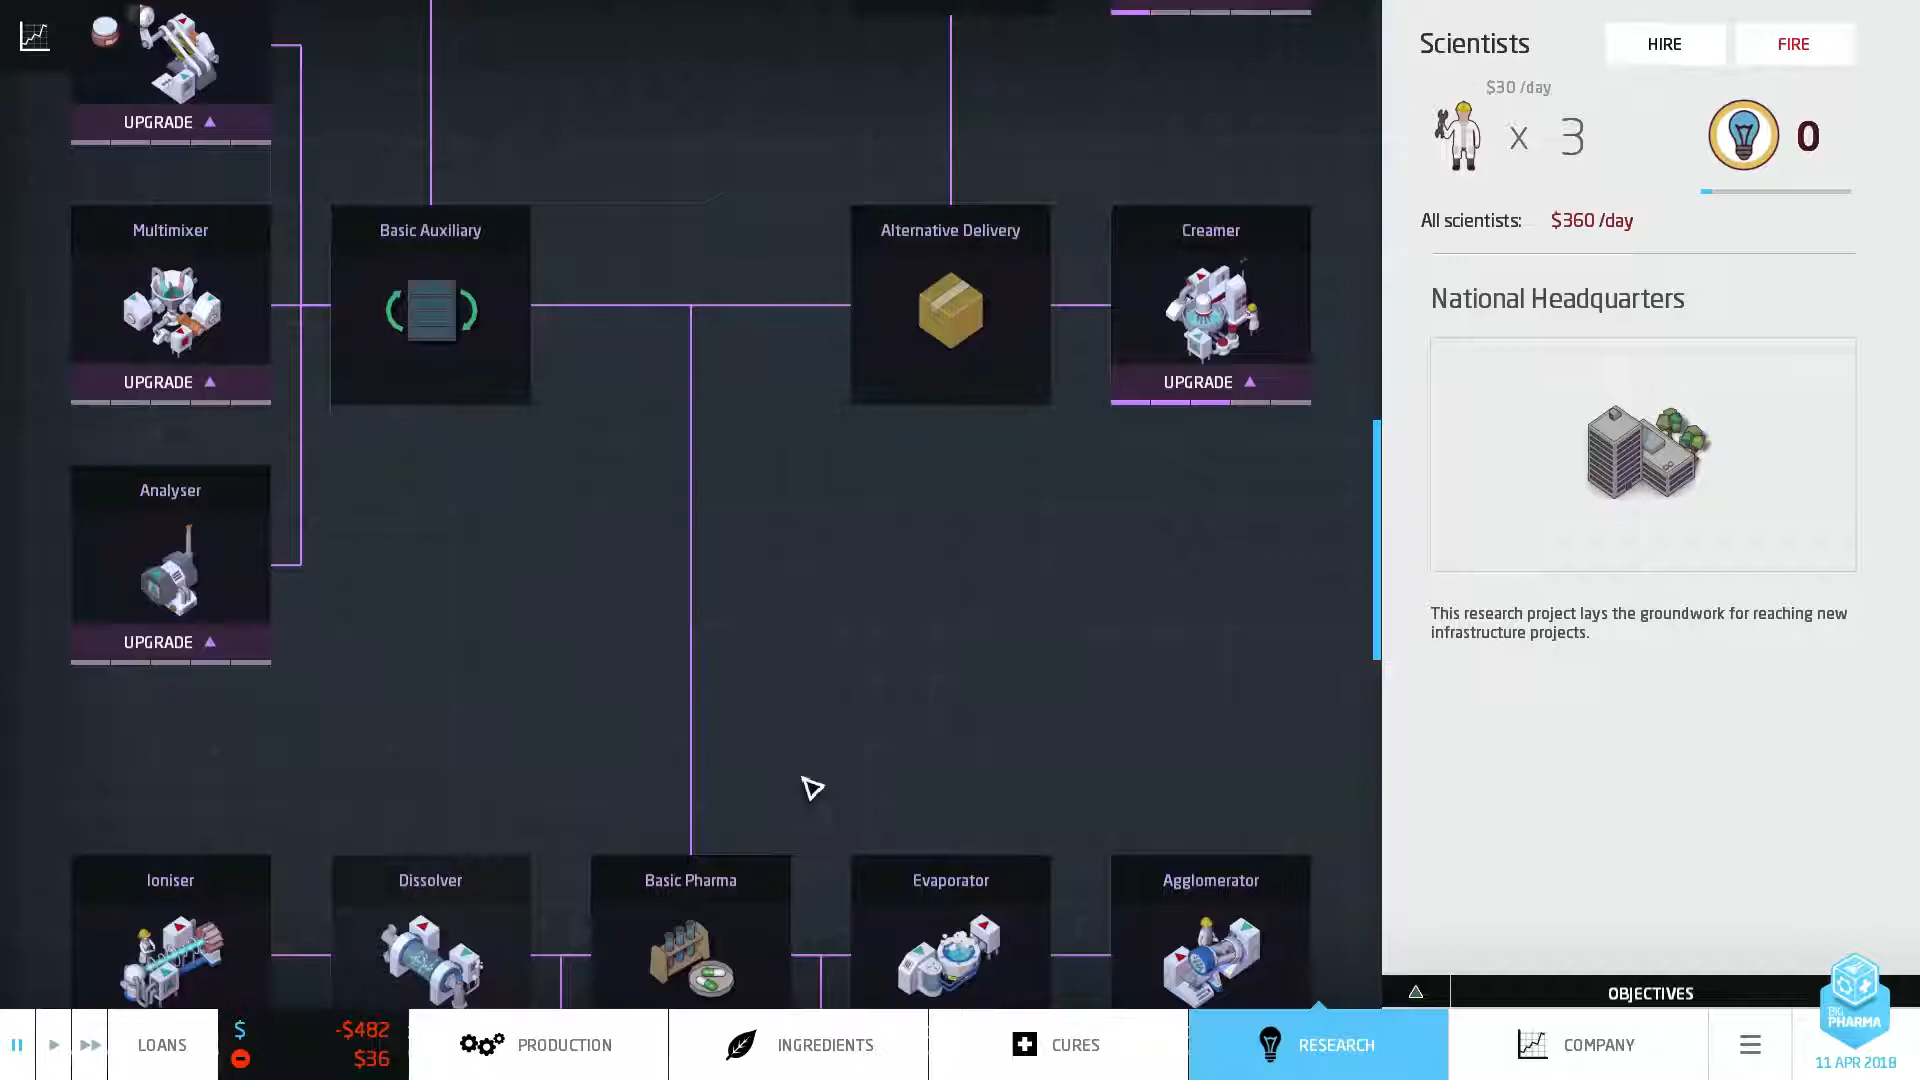 Scientists
HIRE
FIRE
$30 /day
x 3
0
UPGRADE
All scientists: $360 /day
Multimixer
Basic Auxiliary
Alternative Delivery
Creamer
National Headquarters
UPGRADE
UPGRADE
Analyser
This research project lays the groundwork for reaching new
infrastructure projects.
UPGRADE
Ioniser
Dissolver
Basic Pharma
Evaporator
Agglomerator
OBJECTIVES
BIG
PHARMA
LOANS
$ -$482
$36
PRODUCTION
INGREDIENTS
CURES
RESEARCH
COMPANY
11 APR 2018